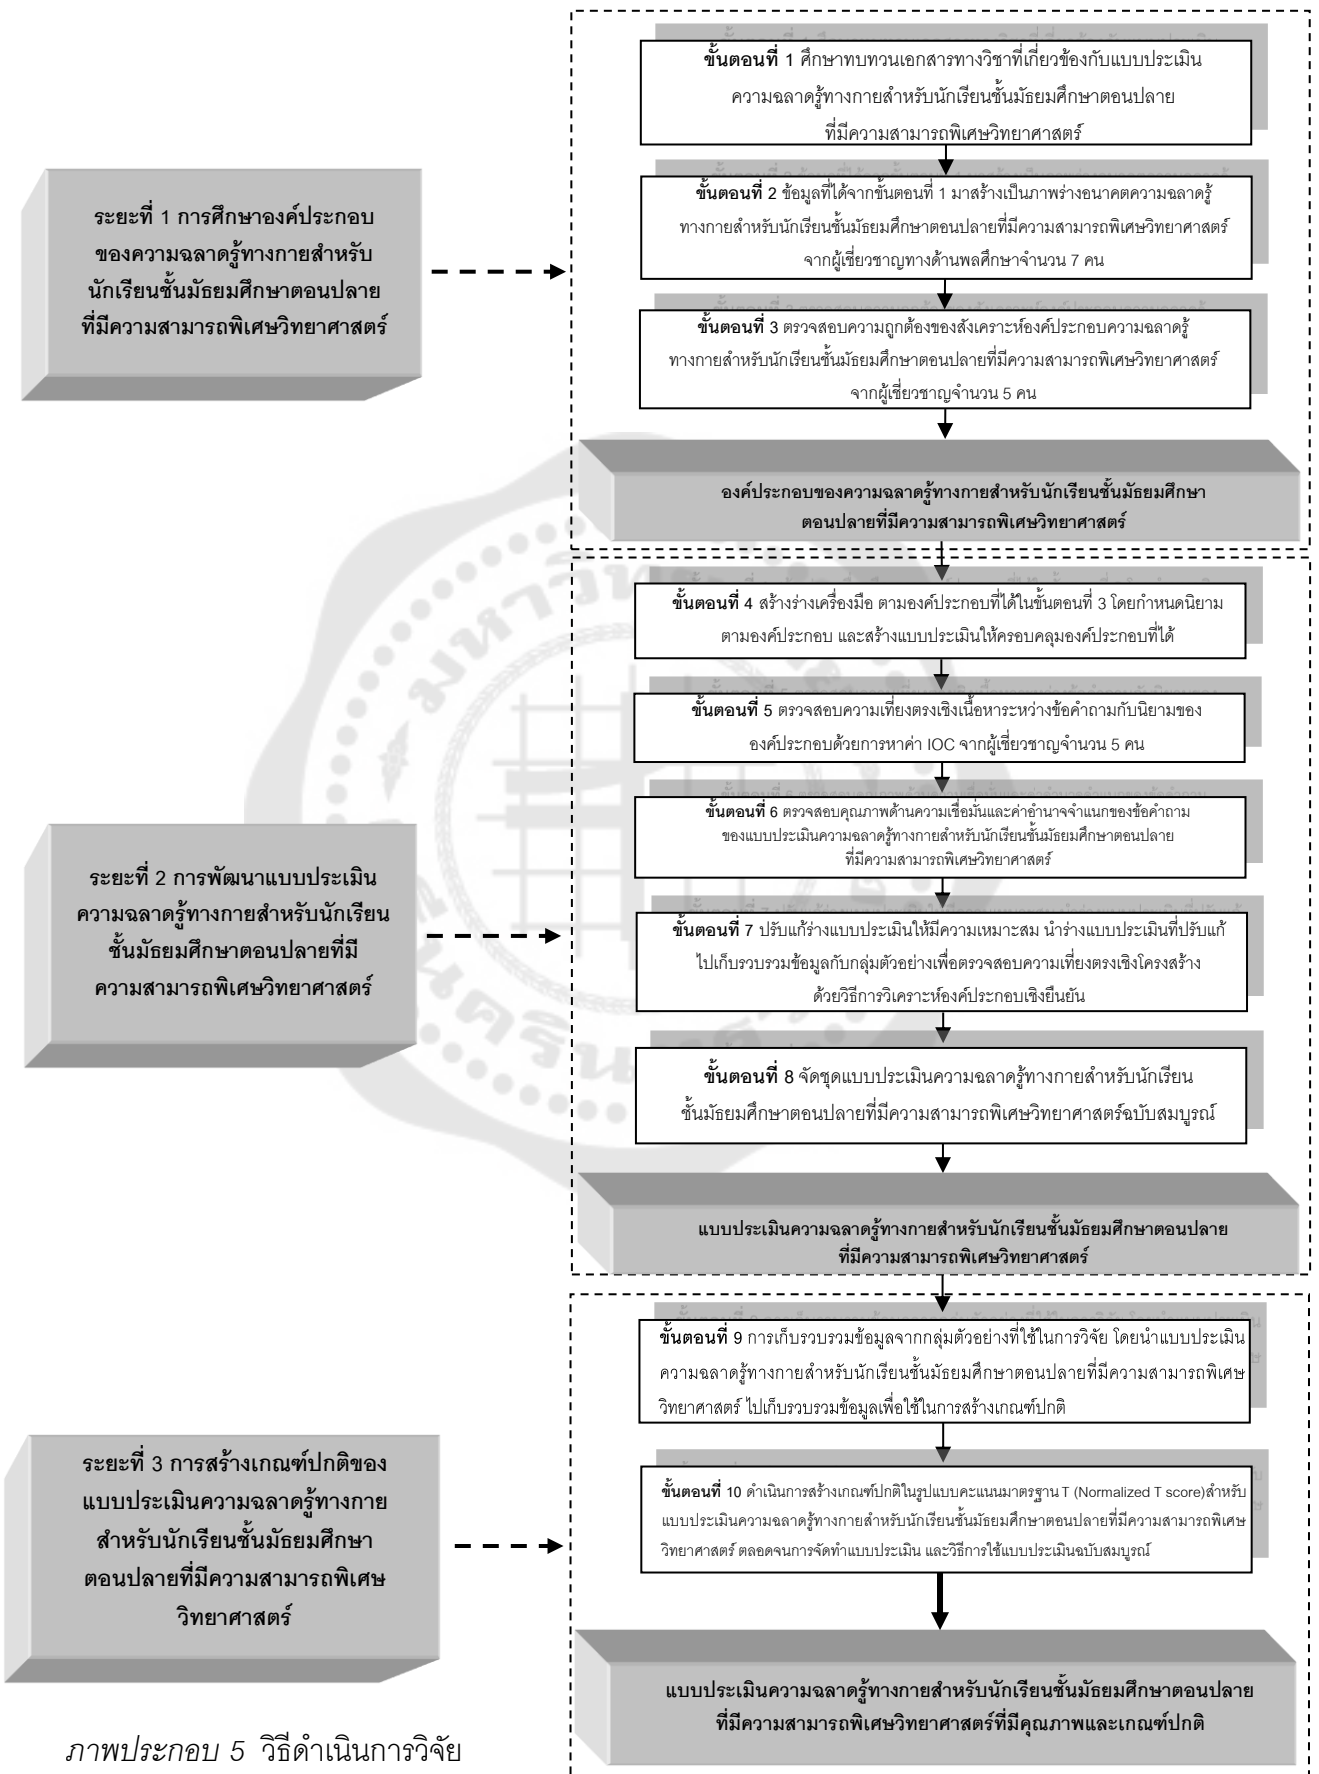 ระยะที่ 1 การศึกษาองค์ประกอบ
ของความฉลาดรู้ทางกายสำหรับ
นักเรียนชั้นมัธยมศึกษาตอนปลาย
ที่มีความสามารถพิเศษวิทยาศาสตร์
ขั้นตอนที่ 1 ศึกษาทบทวนเอกสารทางวิชาที่เกี่ยวข้องกับแบบประเมิน
ความฉลาดรู้ทางกายสำหรับนักเรียนชั้นมัธยมศึกษาตอนปลาย
ที่มีความสามารถพิเศษวิทยาศาสตร์
ขั้นตอนที่ 2 ข้อมูลที่ได้จากขั้นตอนที่ 1 มาสร้างเป็นภาพร่างอนาคตความฉลาดรู้
ทางกายสำหรับนักเรียนชั้นมัธยมศึกษาตอนปลายที่มีความสามารถพิเศษวิทยาศาสตร์
จากผู้เชี่ยวชาญทางด้านพลศึกษาจำนวน 7 คน
ขั้นตอนที่ 3 ตรวจสอบความถูกต้องของสังเคราะห์องค์ประกอบความฉลาดรู้
ทางกายสำหรับนักเรียนชั้นมัธยมศึกษาตอนปลายที่มีความสามารถพิเศษวิทยาศาสตร์
จากผู้เชี่ยวชาญจำนวน 5 คน
องค์ประกอบของความฉลาดรู้ทางกายสำหรับนักเรียนชั้นมัธยมศึกษา
ตอนปลายที่มีความสามารถพิเศษวิทยาศาสตร์
ระยะที่ 2 การพัฒนาแบบประเมิน
ความฉลาดรู้ทางกายสำหรับนักเรียน
ชั้นมัธยมศึกษาตอนปลายที่มี
ความสามารถพิเศษวิทยาศาสตร์
ขั้นตอนที่ 4 สร้างร่างเครื่องมือ ตามองค์ประกอบที่ได้ในขั้นตอนที่ 3 โดยกำหนดนิยาม
ตามองค์ประกอบ และสร้างแบบประเมินให้ครอบคลุมองค์ประกอบที่ได้
ขั้นตอนที่ 5 ตรวจสอบความเที่ยงตรงเชิงเนื้อหาระหว่างข้อคำถามกับนิยามของ
องค์ประกอบด้วยการหาค่า IOC จากผู้เชี่ยวชาญจำนวน 5 คน
ขั้นตอนที่ 6 ตรวจสอบคุณภาพด้านความเชื่อมั่นและค่าอำนาจจำแนกของข้อคำถาม
ของแบบประเมินความฉลาดรู้ทางกายสำหรับนักเรียนชั้นมัธยมศึกษาตอนปลาย
ที่มีความสามารถพิเศษวิทยาศาสตร์
ขั้นตอนที่ 7 ปรับแก้ร่างแบบประเมินให้มีความเหมาะสม นำร่างแบบประเมินที่ปรับแก้
ไปเก็บรวบรวมข้อมูลกับกลุ่มตัวอย่างเพื่อตรวจสอบความเที่ยงตรงเชิงโครงสร้าง
ด้วยวิธีการวิเคราะห์องค์ประกอบเชิงยืนยัน
ขั้นตอนที่ 8 จัดชุดแบบประเมินความฉลาดรู้ทางกายสำหรับนักเรียน
ชั้นมัธยมศึกษาตอนปลายที่มีความสามารถพิเศษวิทยาศาสตร์ฉบับสมบูรณ์
แบบประเมินความฉลาดรู้ทางกายสำหรับนักเรียนชั้นมัธยมศึกษาตอนปลาย
ที่มีความสามารถพิเศษวิทยาศาสตร์
ระยะที่ 3 การสร้างเกณฑ์ปกติของ
แบบประเมินความฉลาดรู้ทางกาย
สำหรับนักเรียนชั้นมัธยมศึกษา
ตอนปลายที่มีความสามารถพิเศษ
วิทยาศาสตร์
ขั้นตอนที่ 9 การเก็บรวบรวมข้อมูลจากกลุ่มตัวอย่างที่ใช้ในการวิจัย โดยนำแบบประเมิน
ความฉลาดรู้ทางกายสำหรับนักเรียนชั้นมัธยมศึกษาตอนปลายที่มีความสามารถพิเศษ
วิทยาศาสตร์ ไปเก็บรวบรวมข้อมูลเพื่อใช้ในการสร้างเกณฑ์ปกติ
ขั้นตอนที่ 10 ดำเนินการสร้างเกณฑ์ปกติในรูปแบบคะแนนมาตรฐาน T (Normalized T score)สำหรับ
แบบประเมินความฉลาดรู้ทางกายสำหรับนักเรียนชั้นมัธยมศึกษาตอนปลายที่มีความสามารถพิเศษ
วิทยาศาสตร์ ตลอดจนการจัดทำแบบประเมิน และวิธีการใช้แบบประเมินฉบับสมบูรณ์
แบบประเมินความฉลาดรู้ทางกายสำหรับนักเรียนชั้นมัธยมศึกษาตอนปลาย
ที่มีความสามารถพิเศษวิทยาศาสตร์ที่มีคุณภาพและเกณฑ์ปกติ
ภาพประกอบ 5 วิธีดำเนินการวิจัย